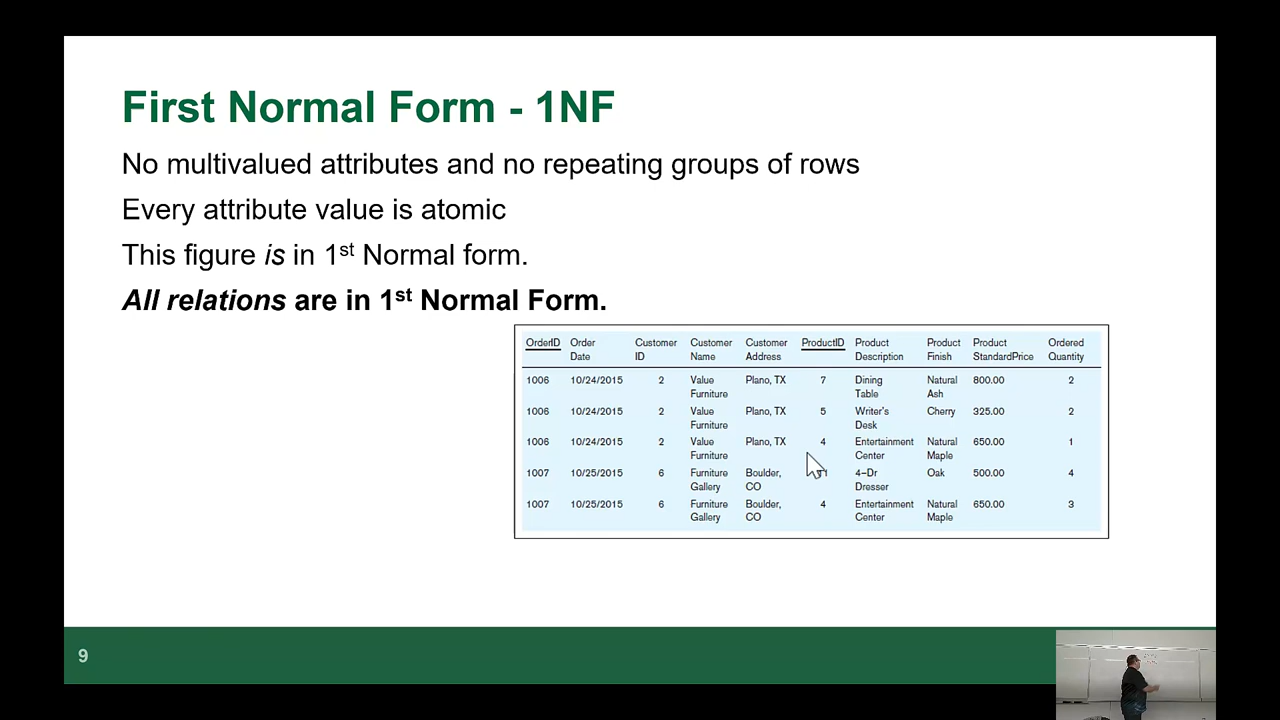 First Normal Form - 1NF
No multivalued attributes and no repeating groups of rows
Every attribute value is atomic
This figure is in 1st Normal form.
All relations are in 1st Normal Form.
OrderID Order Date Customer ID Customer Name Customer Address ProductID Product Description Product Finish Product StandardPrice Ordered Quantity
1006 10/24/2015 2 Value Furniture Plano, TX 7 Dining Table Natural Ash 800.00 2
1006 10/24/2015 2 Value Furniture Plano, TX 5 Writer's Desk Cherry 325.00 2
1006 10/24/2015 2 Value Furniture Plano, TX 4 Entertainment Center Natural Maple 650.00 1
1007 10/25/2015 6 Furniture Gallery Boulder, CO 4–Dr Dresser Oak 500.00 4
1007 10/25/2015 6 Furniture Gallery Boulder, CO 4 Entertainment Center Natural Maple 650.00 3
9